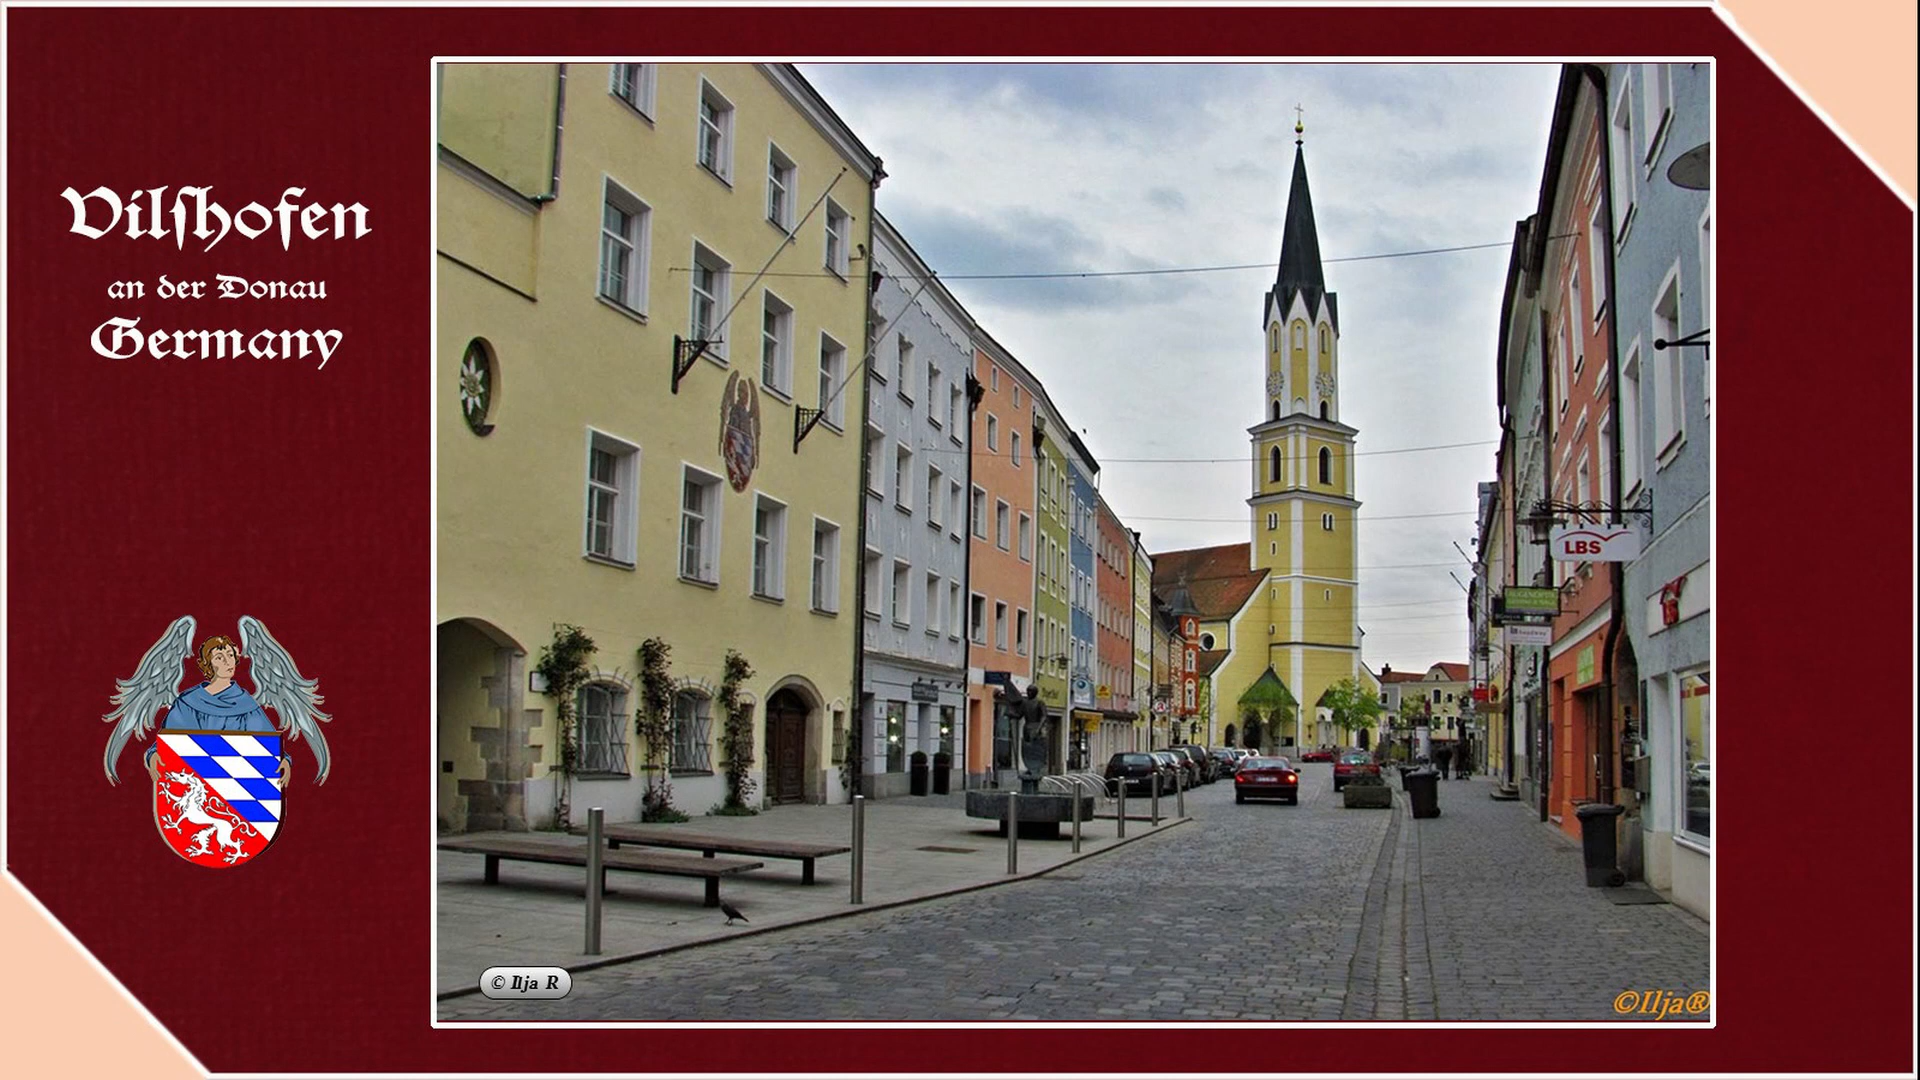 Vilſhofen
an der Donau
Germany
LBS
© Ilja R
©Ilja®